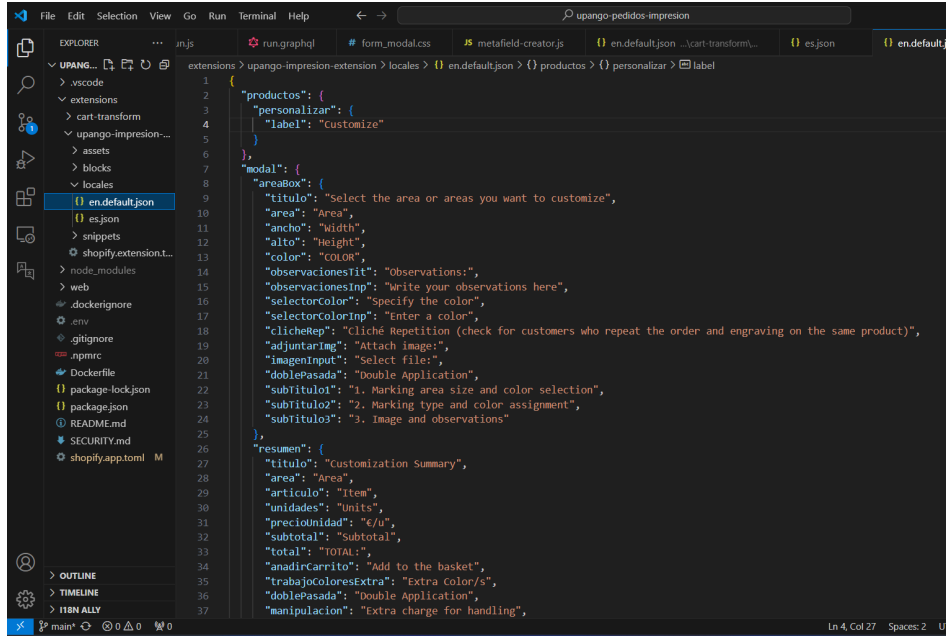 File Edit Selection View Go Run Terminal Help
upango-pedidos-impresion
EXPLORER
UPANG...
.vscode
extensions
cart-transform
upango-impresion-...
assets
blocks
locales
{} en.default.json
{} es.json
snippets
shopify.extension.t...
node_modules
web
.dockerignore
.env
.gitignore
.npmrc
Dockerfile
{} package-lock.json
{} package.json
README.md
SECURITY.md
shopify.app.toml M
OUTLINE
TIMELINE
I18N ALLY
un.js run.graphql # form_modal.css JS metafield-creator.js {} en.default.json ...\cart-transform\... {} es.json {} en.default.j
extensions > upango-impresion-extension > locales > {} en.default.json > {} productos > {} personalizar > label
1 {
2 "productos": {
3 "personalizar": {
4 "label": "Customize"
5 }
6 },
7 "modal": {
8 "areaBox": {
9 "titulo": "Select the area or areas you want to customize",
10 "area": "Area",
11 "ancho": "Width",
12 "alto": "Height",
13 "color": "COLOR",
14 "observacionesTit": "Observations:",
15 "observacionesInp": "Write your observations here",
16 "selectorColor": "Specify the color",
17 "selectorColorInp": "Enter a color",
18 "clicheRep": "Cliché Repetition (check for customers who repeat the order and engraving on the same product)",
19 "adjuntarImg": "Attach image:",
20 "imagenInput": "Select file:",
21 "doblePasada": "Double Application",
22 "subTitulo1": "1. Marking area size and color selection",
23 "subTitulo2": "2. Marking type and color assignment",
24 "subTitulo3": "3. Image and observations"
25 },
26 "resumen": {
27 "titulo": "Customization Summary",
28 "area": "Area",
29 "articulo": "Item",
30 "unidades": "Units",
31 "precioUnidad": "€/u",
32 "subtotal": "Subtotal",
33 "total": "TOTAL:",
34 "anadirCarrito": "Add to the basket",
35 "trabajoColoresExtra": "Extra Color/s",
36 "doblePasada": "Double Application",
37 "manipulacion": "Extra charge for handling",
main* 0 0 0 Ln 4, Col 27 Spaces: 2 U